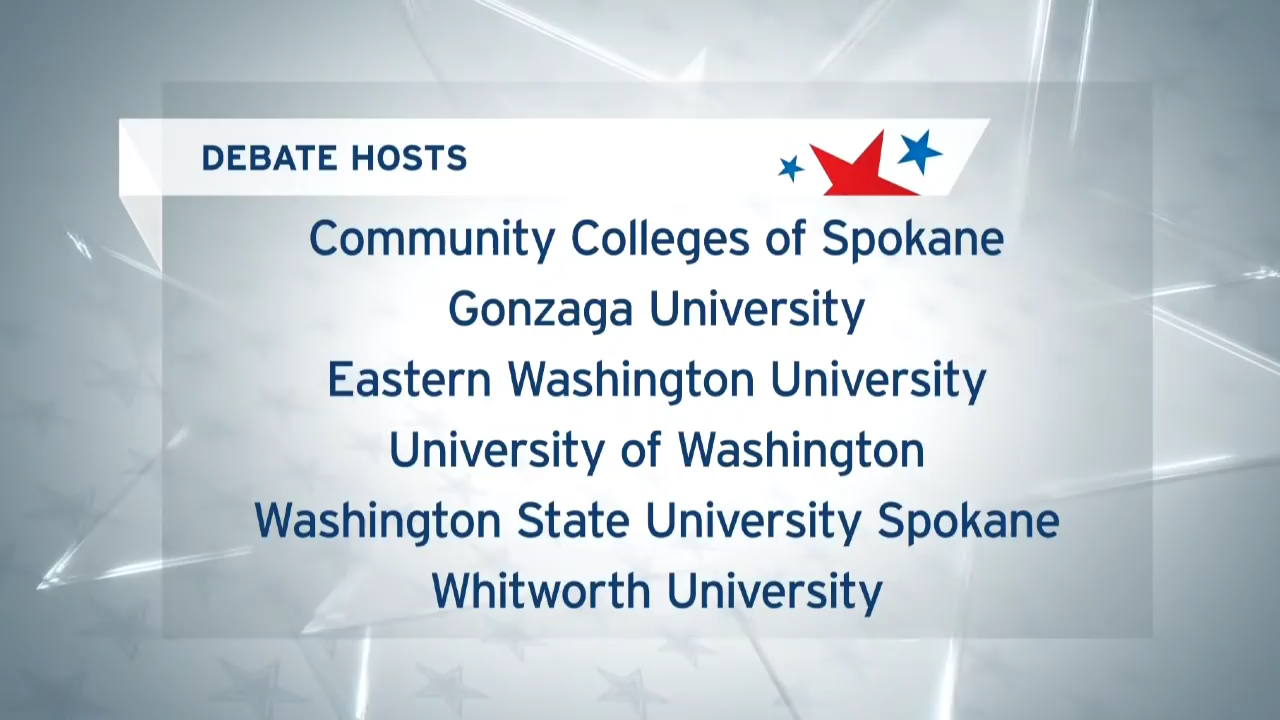 DEBATE HOSTS
Community Colleges of Spokane
Gonzaga University
Eastern Washington University
University of Washington
Washington State University Spokane
Whitworth University